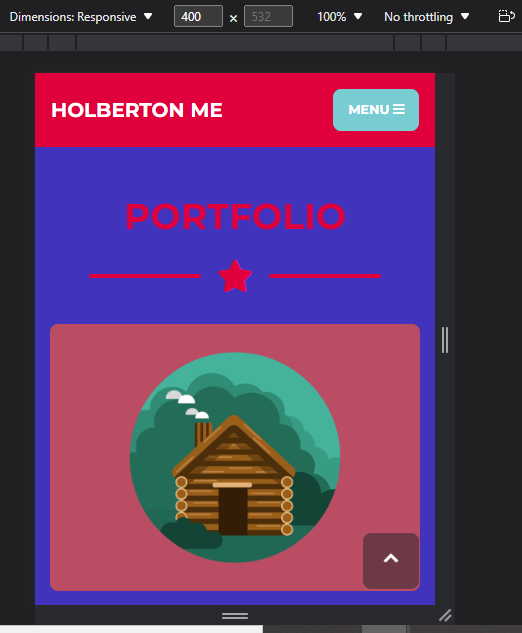 Dimensions: Responsive 400 × 532 100% No throttling
HOLBERTON ME
MENU
PORTFOLIO